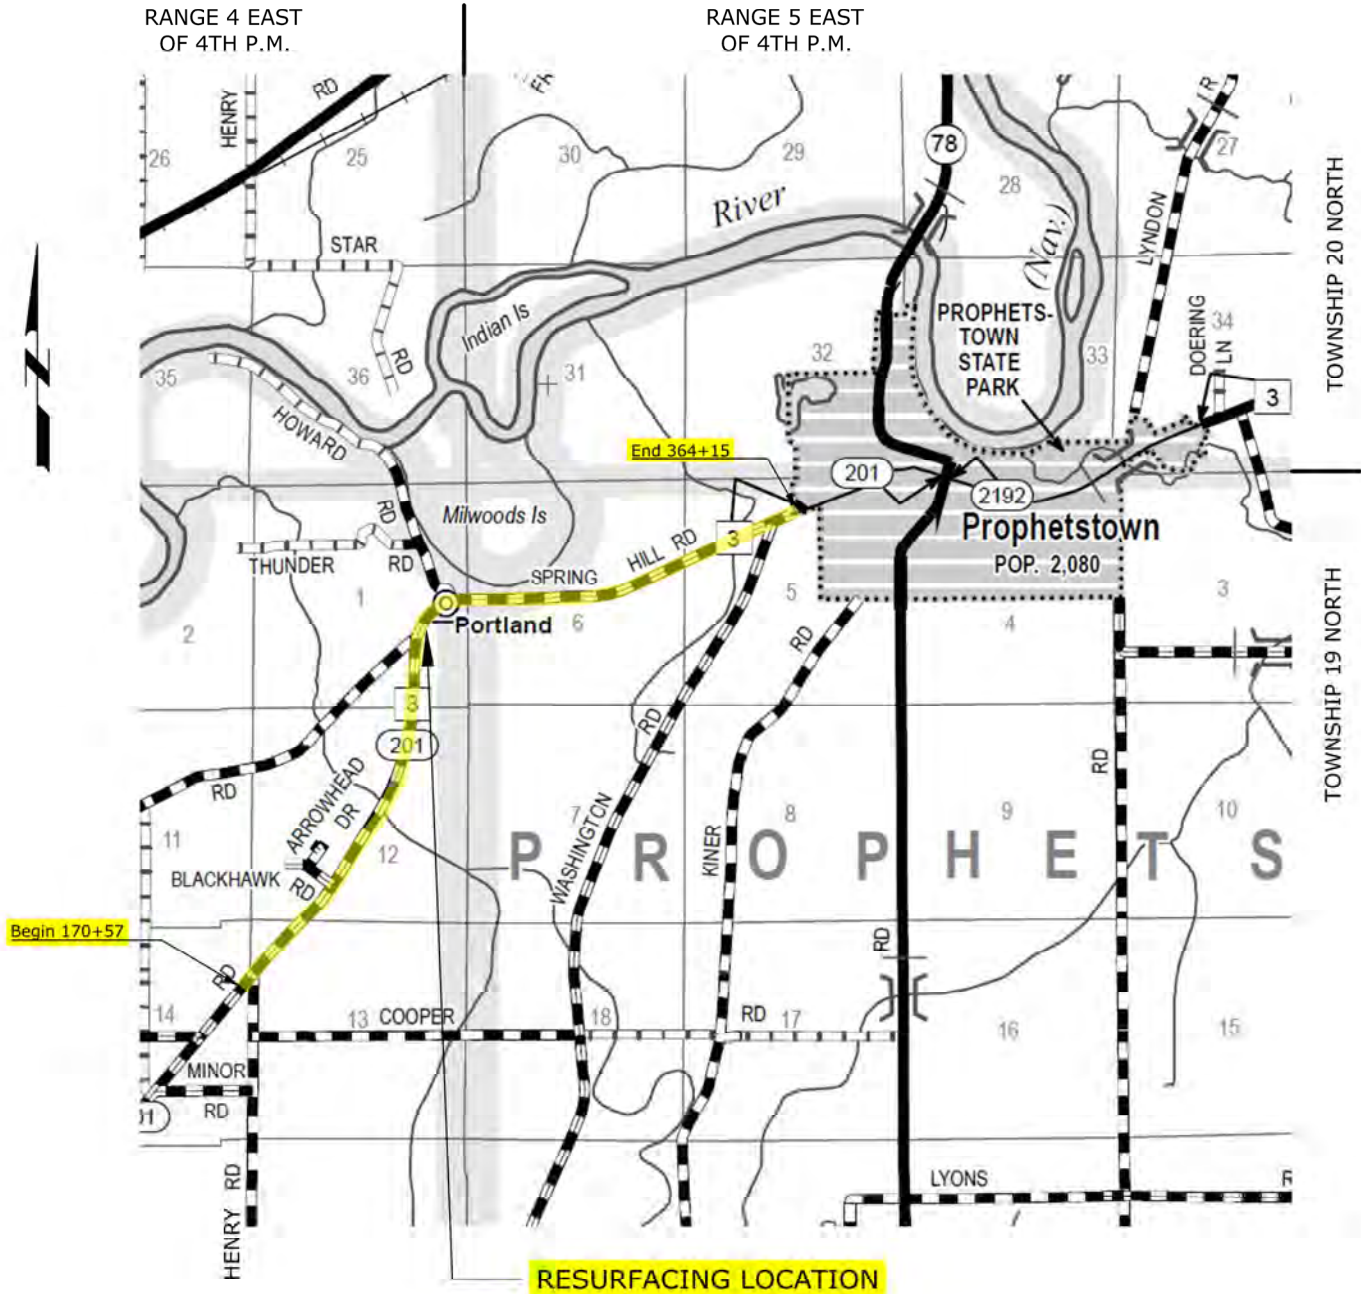 RANGE 4 EAST
OF 4TH P.M.
RANGE 5 EAST
OF 4TH P.M.
RD
HENRY
26
25
30
29
28
27
78
River
(Nav.)
LYNDON
TOWNSHIP 20 NORTH
STAR
RD
Indian Is
35
36
31
32
33
34
PROPHETS-
TOWN
STATE
PARK
DOERING
LN
3
HOWARD
RD
End 364+15
201
2192
Milwoods Is
Prophetstown
POP. 2,080
THUNDER
RD
SPRING
HILL RD
3
1
2
Portland
6
5
4
3
RD
TOWNSHIP 19 NORTH
3
201
RD
RD
RD
ARROWHEAD
DR
BLACKHAWK
RD
11
12
7
8
9
10
WASHINGTON
KINER
PROPHETS
Begin 170+57
RD
RD
14
13
COOPER
18
RD
17
16
15
MINOR
RD
01
HENRY RD
LYONS
R
RESURFACING LOCATION